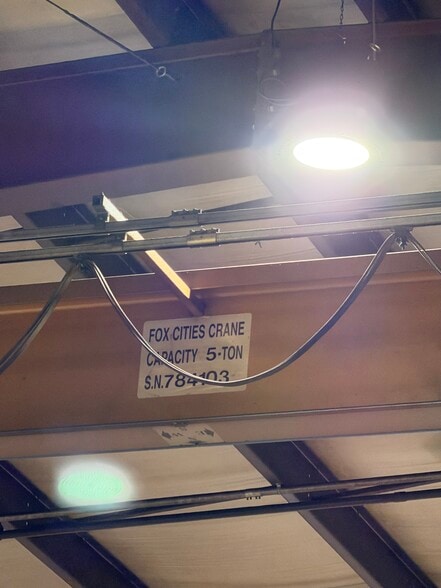 FOX CITIES CRANE
CAPACITY 5-TON
S.N.784103